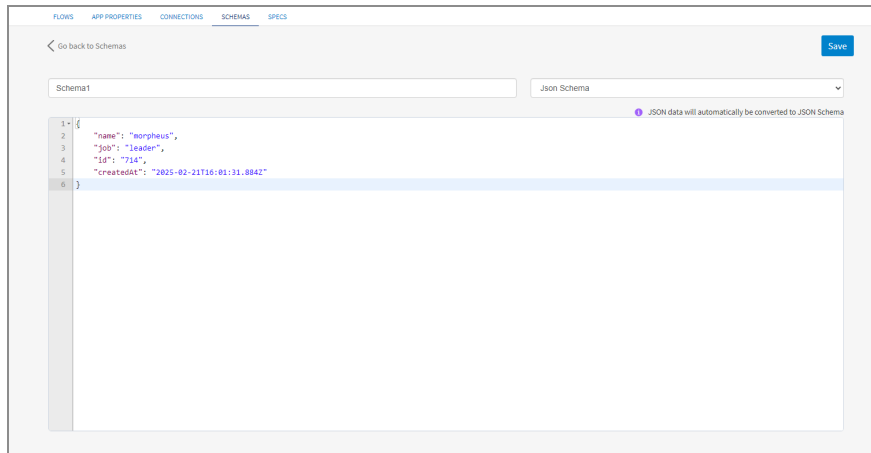 FLOWS APP PROPERTIES CONNECTIONS SCHEMAS SPECS
Go back to Schemas
Save
Schema1
Json Schema
JSON data will automatically be converted to JSON Schema
1 {
2 "name": "morpheus",
3 "job": "leader",
4 "id": "714",
5 "createdAt": "2025-02-21T16:01:31.884Z"
6 }